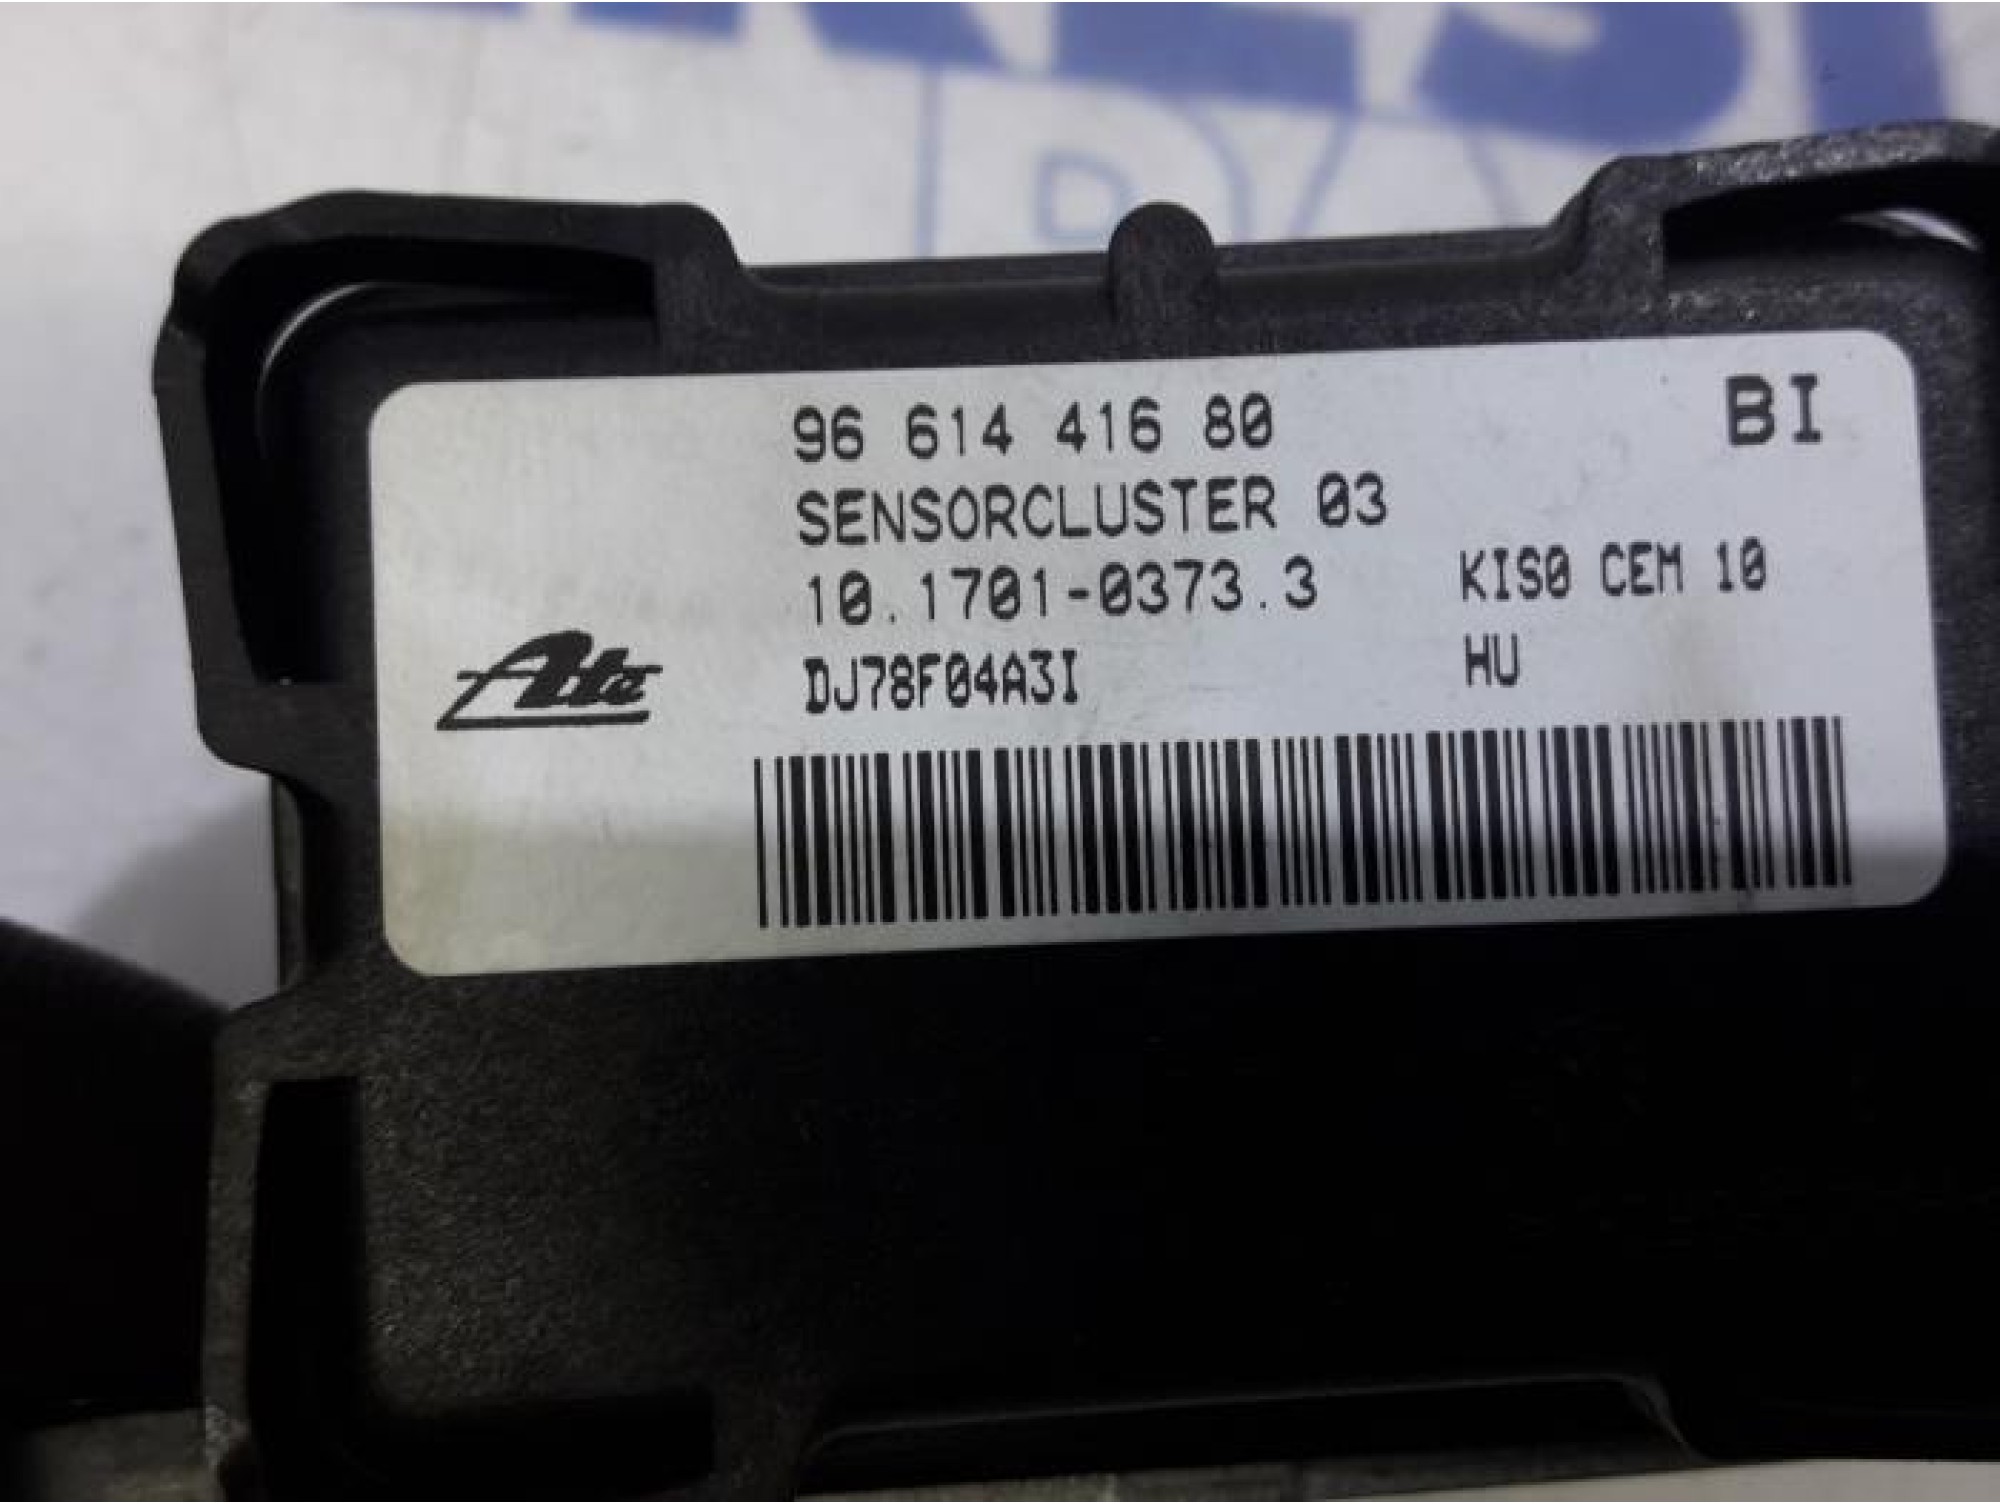 96 614 416 80 BI
SENSORCLUSTER 03
10.1701-0373.3 KIS0 CEM 10
Ate DJ78F04A3I HU